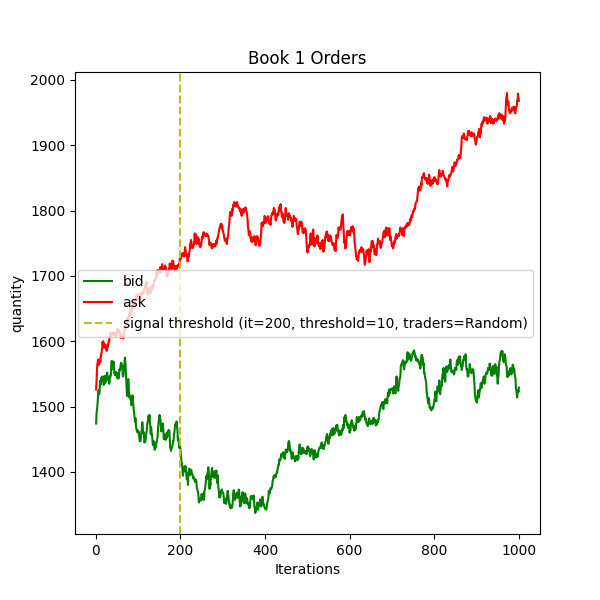 Book 1 Orders
2000
1900
1800
1700
1600
1500
1400
quantity
bid
ask
signal threshold (it=200, threshold=10, traders=Random)
0 200 400 600 800 1000
Iterations